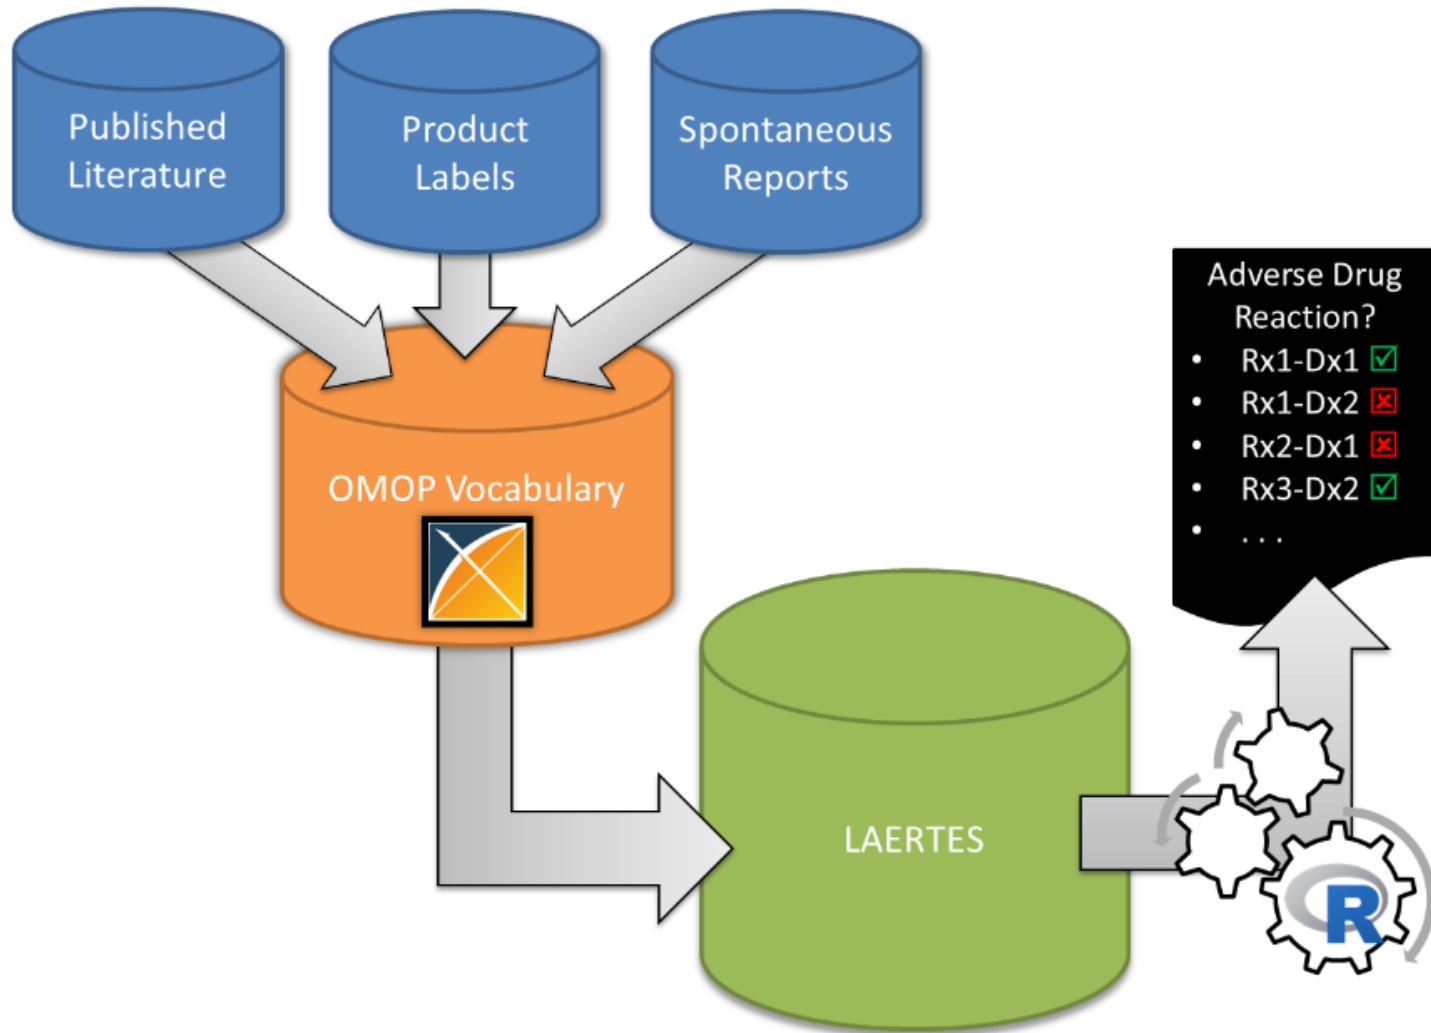 Published
Literature
Product
Labels
Spontaneous
Reports
OMOP Vocabulary
LAERTES
Adverse Drug
Reaction?
• Rx1-Dx1 ☑
• Rx1-Dx2 ☒
• Rx2-Dx1 ☒
• Rx3-Dx2 ☑
• . . .
R